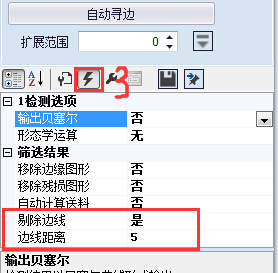 自动寻边
扩展范围 0
3
1检测选项
输出贝塞尔 否
形态学运算 无
筛选结果
移除边缘图形 否
移除残损图形 否
自动计算送料 否
剔除边线 是
边线距离 5
输出贝塞尔